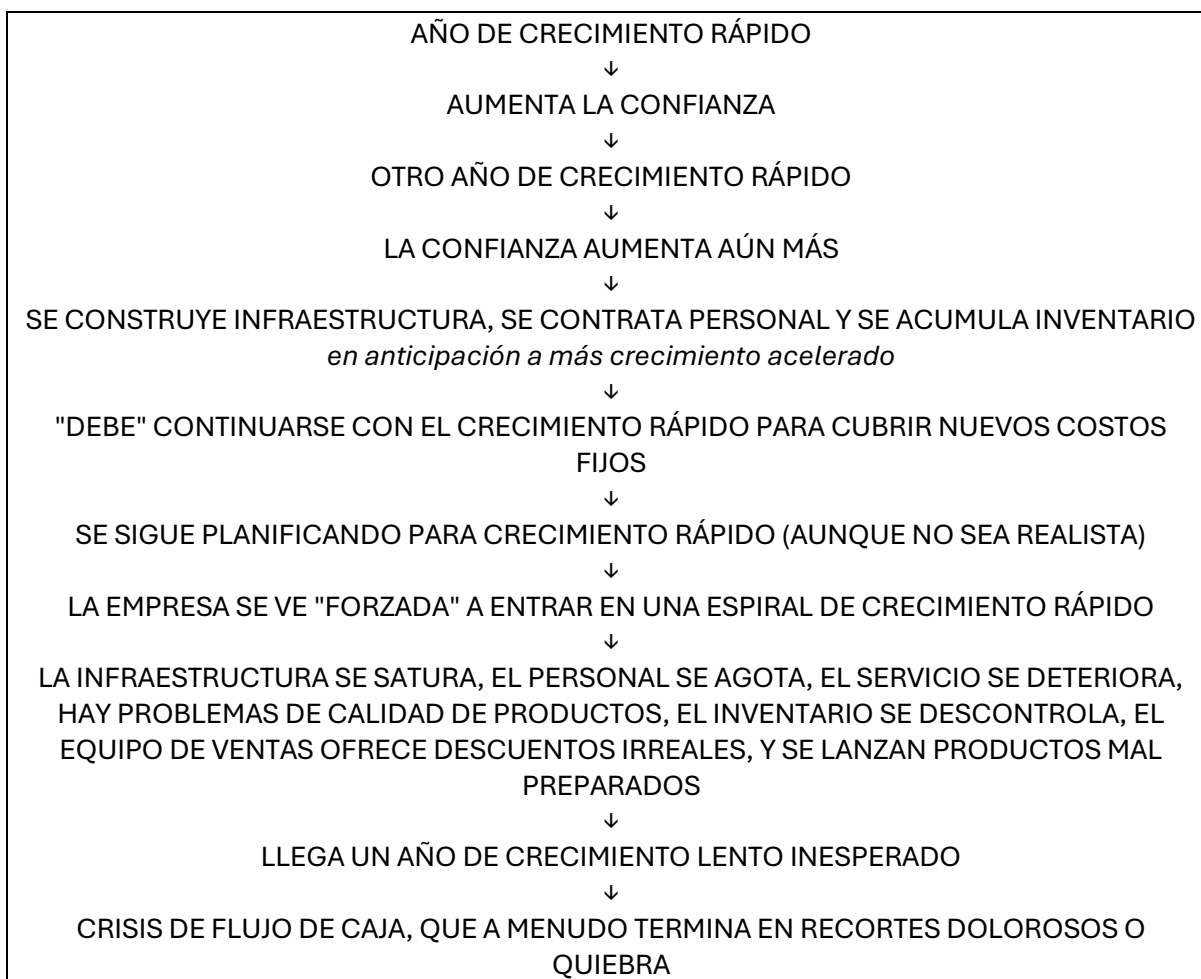 AÑO DE CRECIMIENTO RÁPIDO
↓
AUMENTA LA CONFIANZA
↓
OTRO AÑO DE CRECIMIENTO RÁPIDO
↓
LA CONFIANZA AUMENTA AÚN MÁS
↓
SE CONSTRUYE INFRAESTRUCTURA, SE CONTRATA PERSONAL Y SE ACUMULA INVENTARIO
en anticipación a más crecimiento acelerado
↓
"DEBE" CONTINUARSE CON EL CRECIMIENTO RÁPIDO PARA CUBRIR NUEVOS COSTOS
FIJOS
↓
SE SIGUE PLANIFICANDO PARA CRECIMIENTO RÁPIDO (AUNQUE NO SEA REALISTA)
↓
LA EMPRESA SE VE "FORZADA" A ENTRAR EN UNA ESPIRAL DE CRECIMIENTO RÁPIDO
↓
LA INFRAESTRUCTURA SE SATURA, EL PERSONAL SE AGOTA, EL SERVICIO SE DETERIORA,
HAY PROBLEMAS DE CALIDAD DE PRODUCTOS, EL INVENTARIO SE DESCONTROLA, EL
EQUIPO DE VENTAS OFRECE DESCUENTOS IRREALES, Y SE LANZAN PRODUCTOS MAL
PREPARADOS
↓
LLEGA UN AÑO DE CRECIMIENTO LENTO INESPERADO
↓
CRISIS DE FLUJO DE CAJA, QUE A MENUDO TERMINA EN RECORTES DOLOROSOS O
QUIEBRA